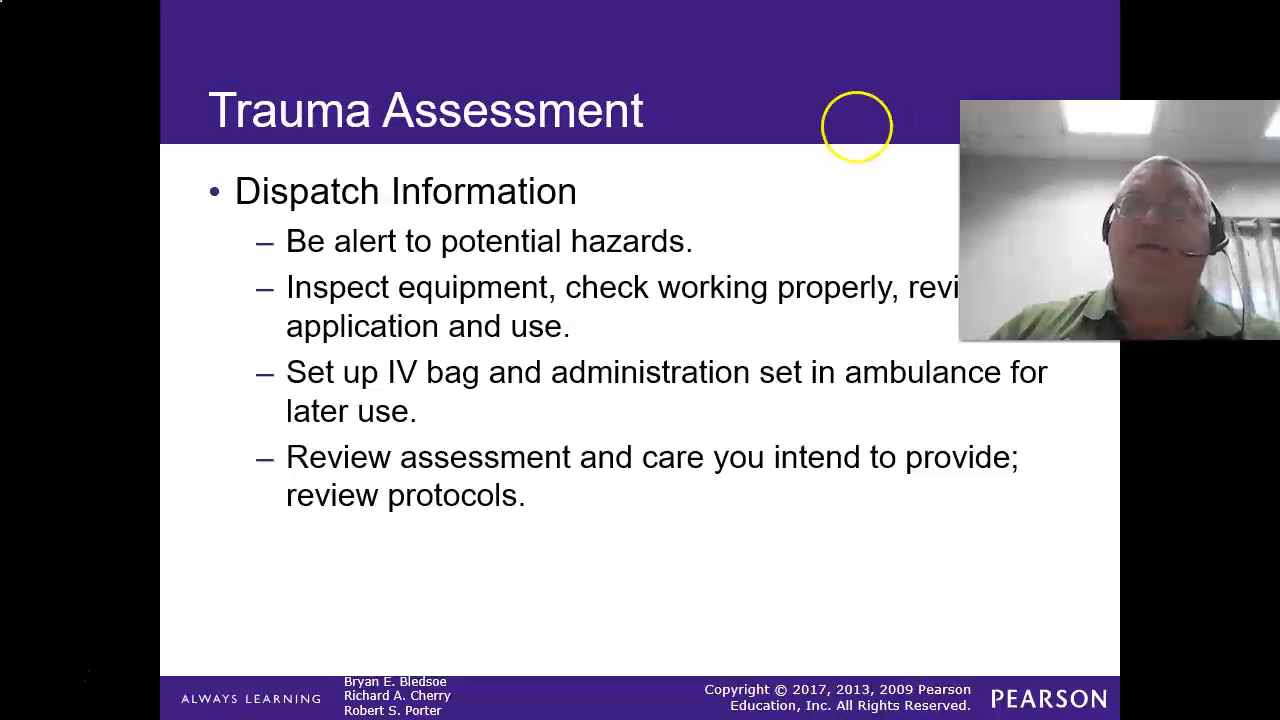 Trauma Assessment
• Dispatch Information
– Be alert to potential hazards.
– Inspect equipment, check working properly, revi
application and use.
– Set up IV bag and administration set in ambulance for
later use.
– Review assessment and care you intend to provide;
review protocols.
ALWAYS LEARNING
Bryan E. Bledsoe
Richard A. Cherry
Robert S. Porter
Copyright © 2017, 2013, 2009 Pearson
Education, Inc. All Rights Reserved.
PEARSON